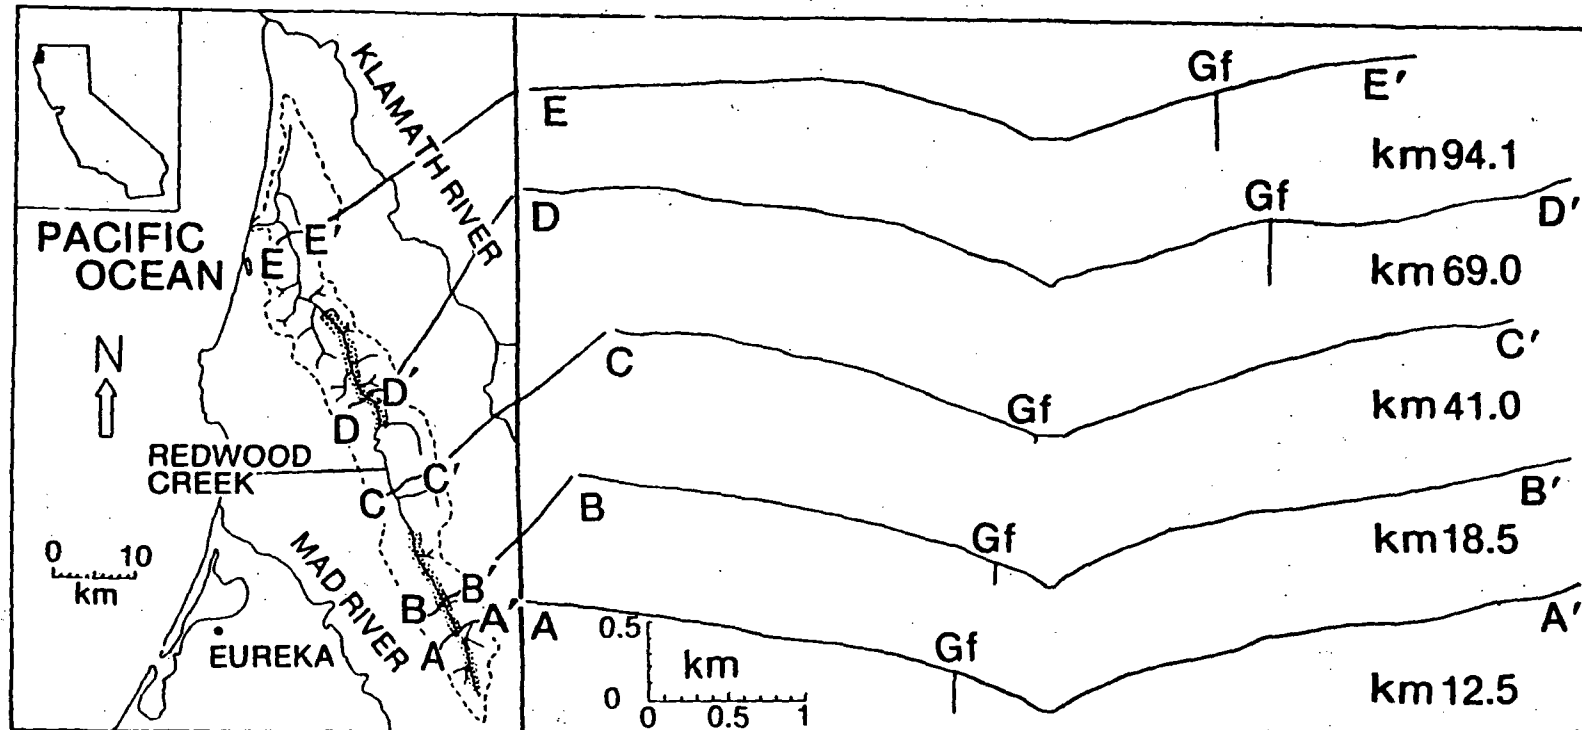 KLAMATH RIVER
PACIFIC
OCEAN
N
REDWOOD
CREEK
0 10
km
MAD RIVER
EUREKA
E E'
D D'
C C'
B B'
A A'
E Gf E'
km 94.1
D Gf D'
km 69.0
C Gf C'
km 41.0
B Gf B'
km 18.5
A Gf A'
km 12.5
0.5
km
0
0 0.5 1